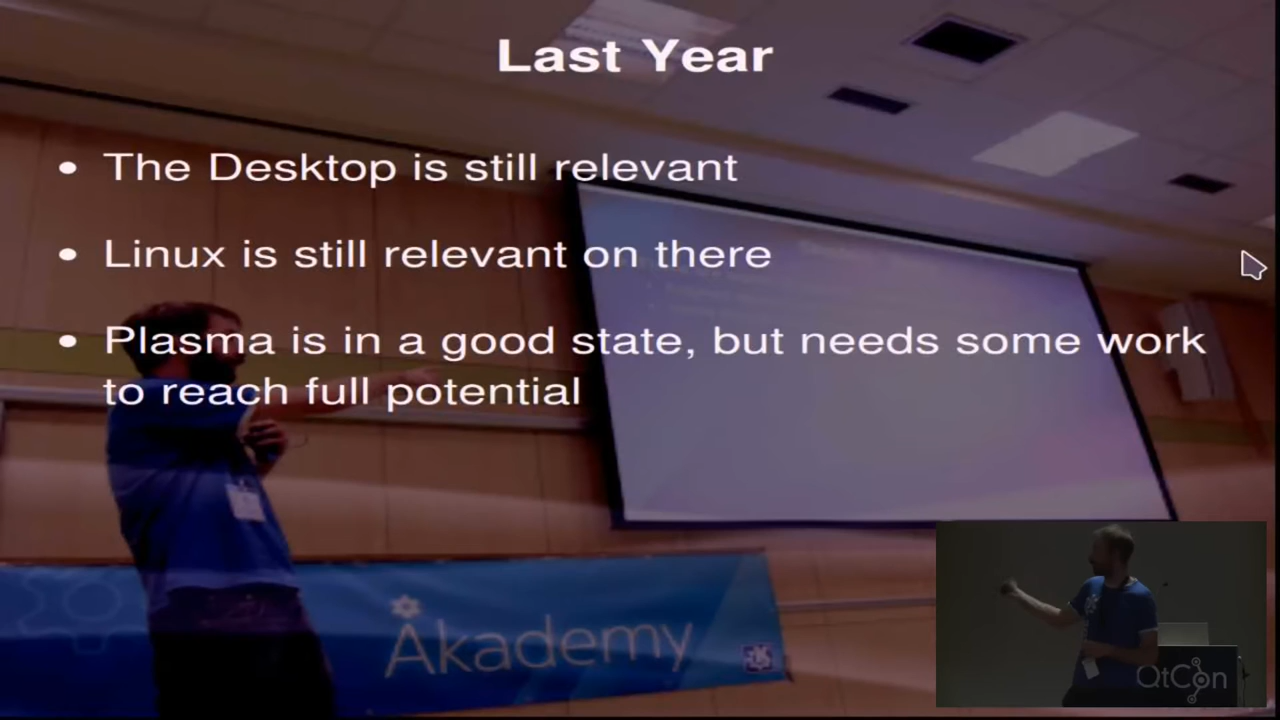 Last Year
• The Desktop is still relevant
• Linux is still relevant on there
• Plasma is in a good state, but needs some work
to reach full potential
Akademy
QtCon